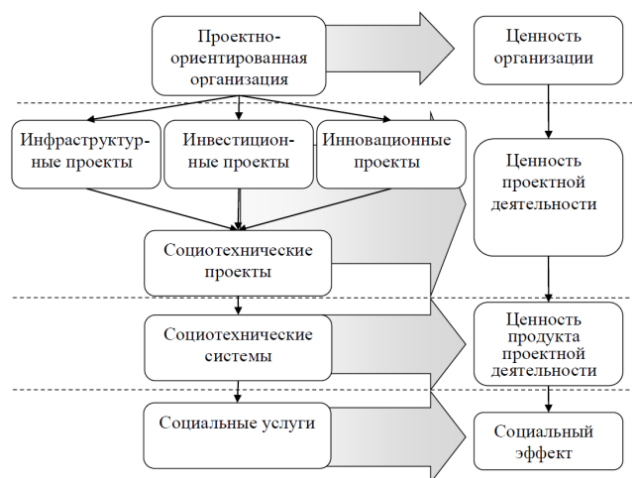 Проектно-
ориентированная
организация
Ценность
организации
Инфраструктур-
ные проекты
Инвестицион-
ные проекты
Инновационные
проекты
Ценность
проектной
деятельности
Социотехнические
проекты
Социотехнические
системы
Ценность
продукта
проектной
деятельности
Социальные услуги
Социальный
эффект